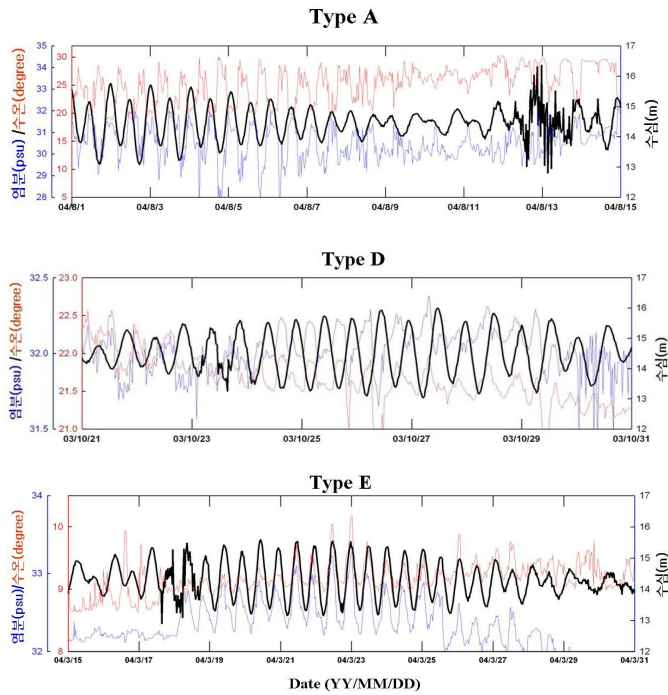 Type A
염분(psu) /수온(degree)
35 30 17
34 25 16
33
32 20 15
31 15 14
30 10 13
29
28 5 12
수심(m)
04/8/1 04/8/3 04/8/5 04/8/7 04/8/9 04/8/11 04/8/13 04/8/15
Type D
염분(psu) /수온(degree)
32.5 23.0 17
22.5 16
15
32.0 22.0 14
21.5 13
31.5 21.0 12
수심(m)
03/10/21 03/10/23 03/10/25 03/10/27 03/10/29 03/10/31
Type E
염분(psu)/수온(degree)
34 17
10 16
15
33 9 14
13
32 8 12
수심(m)
04/3/15 04/3/17 04/3/19 04/3/21 04/3/23 04/3/25 04/3/27 04/3/29 04/3/31
Date (YY/MM/DD)